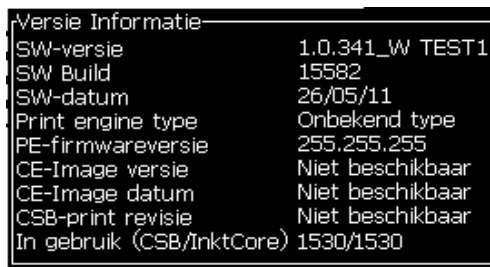 Versie Informatie
SW-versie 1.0.341_W TEST1
SW Build 15582
SW-datum 26/05/11
Print engine type Onbekend type
PE-firmwareversie 255.255.255
CE-Image versie Niet beschikbaar
CE-Image datum Niet beschikbaar
CSB-print revisie Niet beschikbaar
In gebruik (CSB/InktCore) 1530/1530